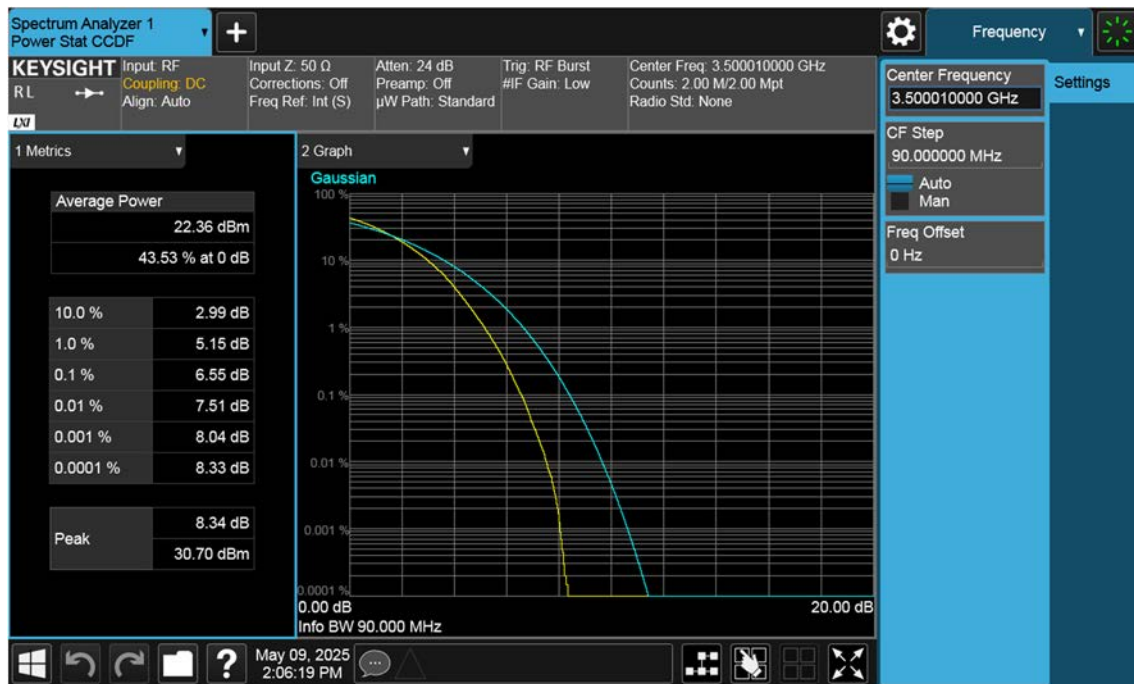 Spectrum Analyzer 1
Power Stat CCDF
Frequency
KEYSIGHT
RL
LXI
Input: RF
Coupling: DC
Align: Auto
Input Z: 50 Ω
Corrections: Off
Freq Ref: Int (S)
Atten: 24 dB
Preamp: Off
µW Path: Standard
Trig: RF Burst
#IF Gain: Low
Center Freq: 3.500010000 GHz
Counts: 2.00 M/2.00 Mpt
Radio Std: None
Center Frequency
3.500010000 GHz
Settings
CF Step
90.000000 MHz
Auto
Man
Freq Offset
0 Hz
1 Metrics
Average Power
22.36 dBm
43.53 % at 0 dB
10.0 % 2.99 dB
1.0 % 5.15 dB
0.1 % 6.55 dB
0.01 % 7.51 dB
0.001 % 8.04 dB
0.0001 % 8.33 dB
Peak
8.34 dB
30.70 dBm
2 Graph
Gaussian
100 %
10 %
1 %
0.1 %
0.01 %
0.001 %
0.0001 %
0.00 dB 20.00 dB
Info BW 90.000 MHz
?
May 09, 2025
2:06:19 PM